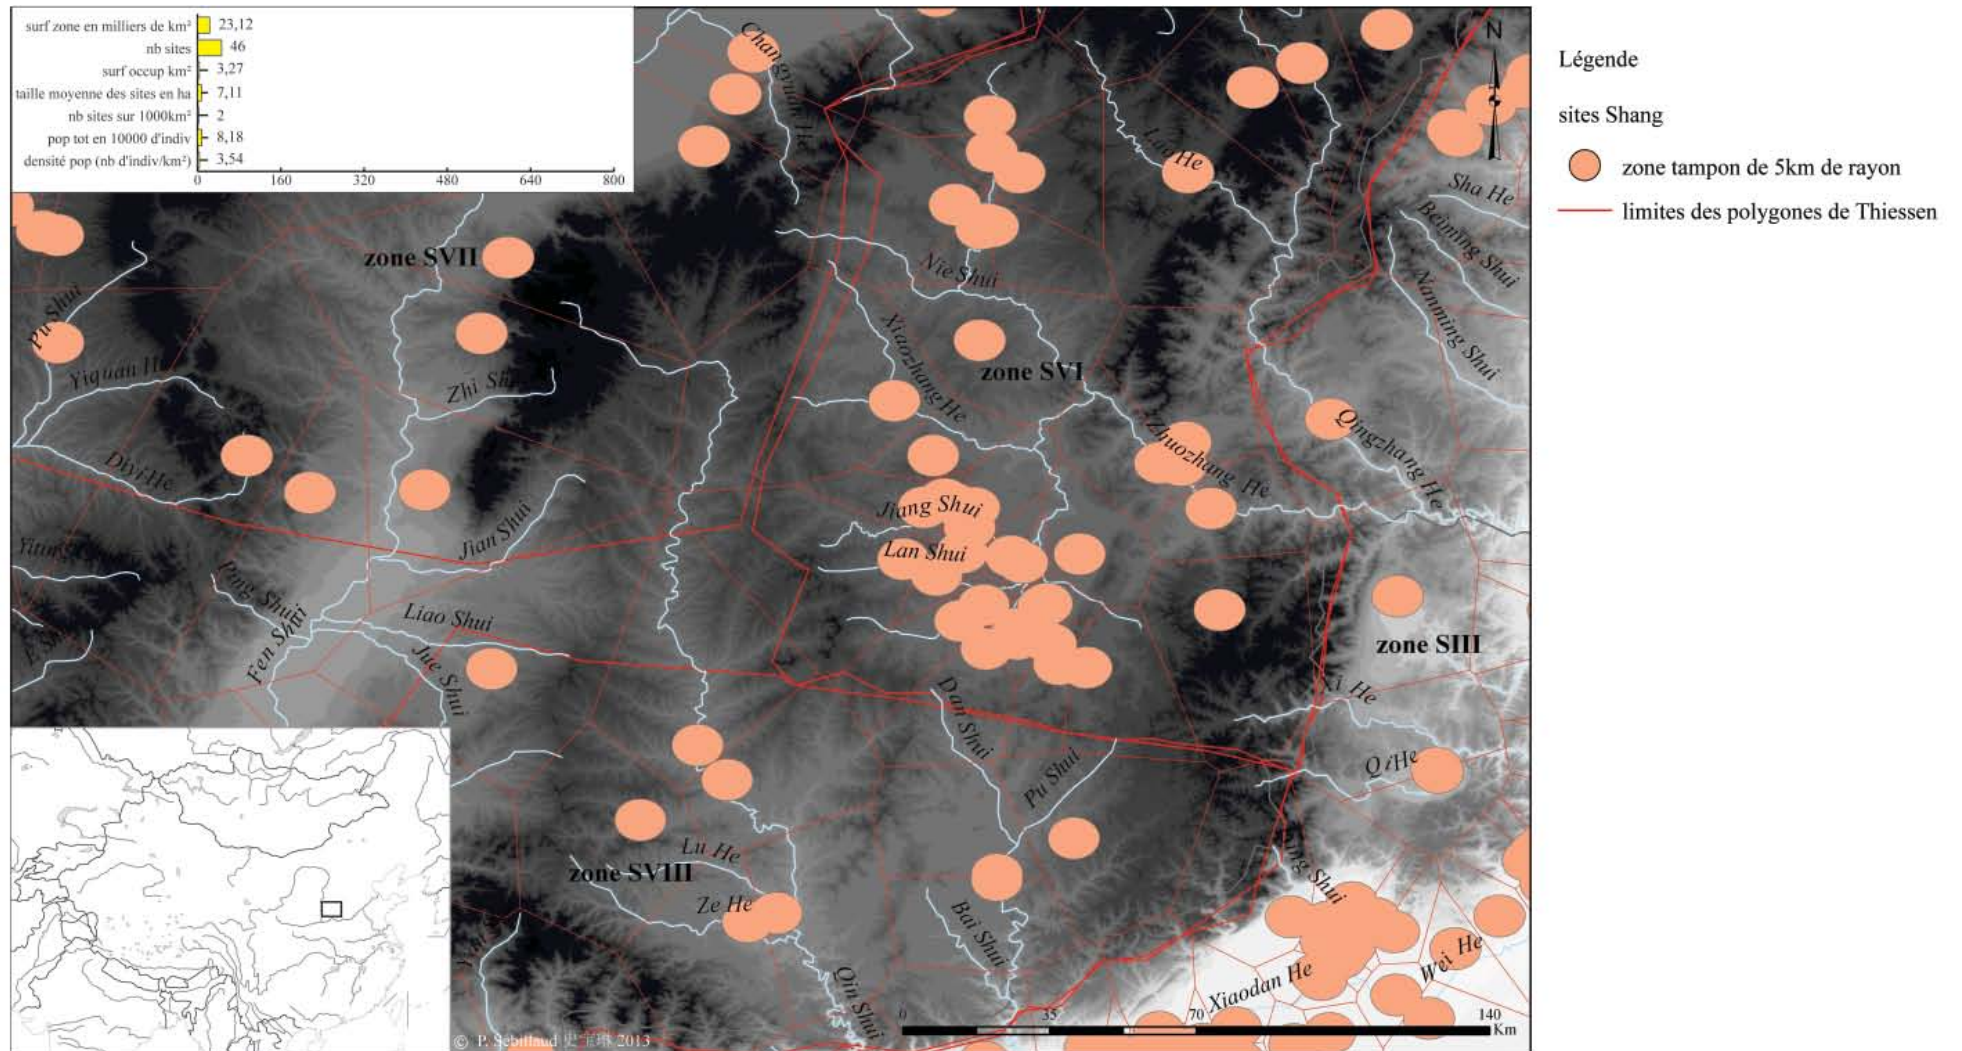 surf zone en milliers de km² 23,12
nb sites 46
surf occup km² 3,27
taille moyenne des sites en ha 7,11
nb sites sur 1000km² 2
pop tot en 10000 d'indiv 8,18
densité pop (nb d'indiv/km²) 3,54
0 160 320 480 640 800
N
Légende
sites Shang
zone tampon de 5km de rayon
limites des polygones de Thiessen
Changyuan He
Luo He
Sha He
Beiming Shui
Nanming Shui
zone SVII
Nie Shui
Pu Shui
Yiquan He
Zhi Shui
Xiaozhang He
zone SVI
Zhuozhang He
Qingzhang He
Diyi He
Jian Shui
Jiang Shui
Lan Shui
Ping Shui
Fen Shui
Liao Shui
Jue Shui
zone SIII
Xi He
Dan Shui
Pu Shui
Qi He
Lu He
zone SVIII
Ze He
Bai Shui
Qin Shui
Xiaodan He
Wei He
0 35 70 140
Km
© P. Sebillaud 史宝琳 2013